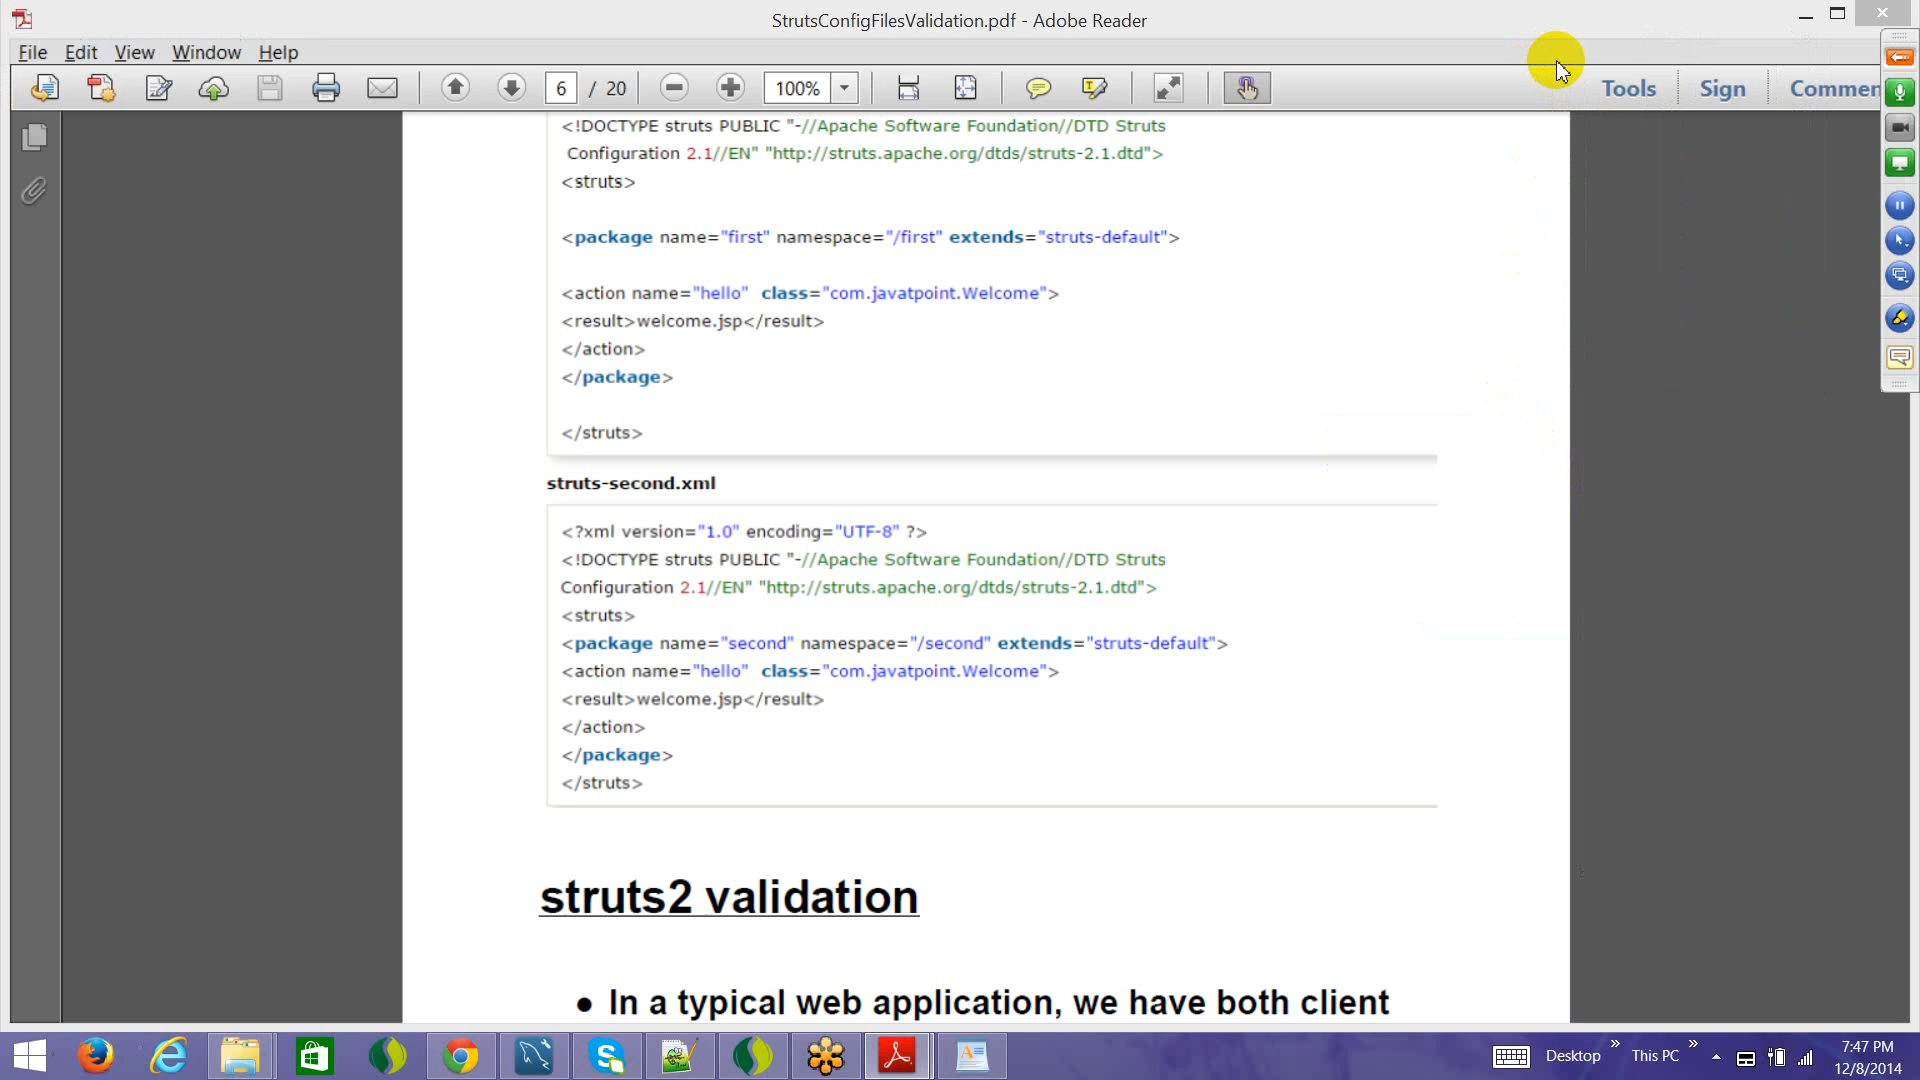 StrutsConfigFilesValidation.pdf - Adobe Reader
File Edit View Window Help
6 / 20 100% Tools Sign Commen
<!DOCTYPE struts PUBLIC "-//Apache Software Foundation//DTD Struts
Configuration 2.1//EN" "http://struts.apache.org/dtds/struts-2.1.dtd">
<struts>
<package name="first" namespace="/first" extends="struts-default">
<action name="hello" class="com.javatpoint.Welcome">
<result>welcome.jsp</result>
</action>
</package>
</struts>
struts-second.xml
<?xml version="1.0" encoding="UTF-8" ?>
<!DOCTYPE struts PUBLIC "-//Apache Software Foundation//DTD Struts
Configuration 2.1//EN" "http://struts.apache.org/dtds/struts-2.1.dtd">
<struts>
<package name="second" namespace="/second" extends="struts-default">
<action name="hello" class="com.javatpoint.Welcome">
<result>welcome.jsp</result>
</action>
</package>
</struts>
struts2 validation
● In a typical web application, we have both client
Desktop » This PC » 7:47 PM
12/8/2014